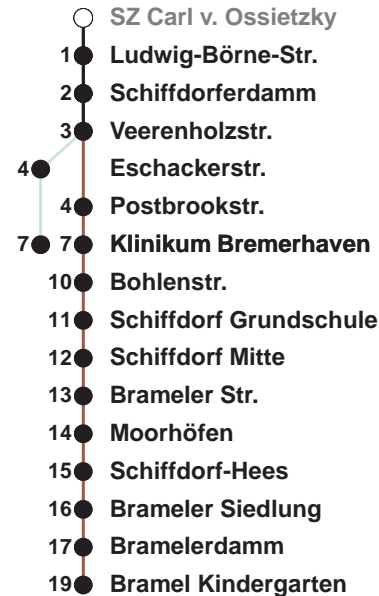 SZ Carl v. Ossietzky
1 Ludwig-Börne-Str.
2 Schiffdorferdamm
3 Veerenholzstr.
4 Eschackerstr.
4 Postbrookstr.
7 7 Klinikum Bremerhaven
10 Bohlenstr.
11 Schiffdorf Grundschule
12 Schiffdorf Mitte
13 Brameler Str.
14 Moorhöfen
15 Schiffdorf-Hees
16 Brameler Siedlung
17 Bramelerdamm
19 Bramel Kindergarten